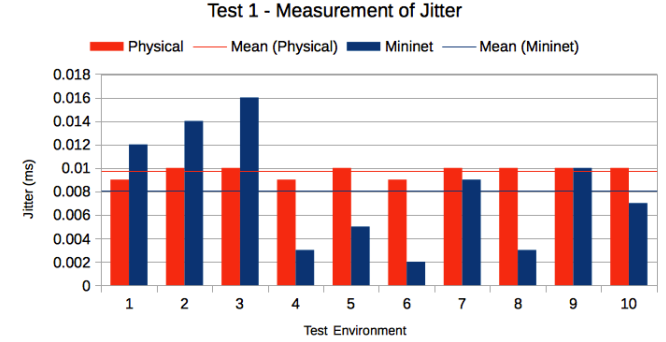 Test 1 - Measurement of Jitter
Physical Mean (Physical) Mininet Mean (Mininet)
0.018
0.016
0.014
0.012
0.01
0.008
0.006
0.004
0.002
0
Jitter (ms)
1 2 3 4 5 6 7 8 9 10
Test Environment